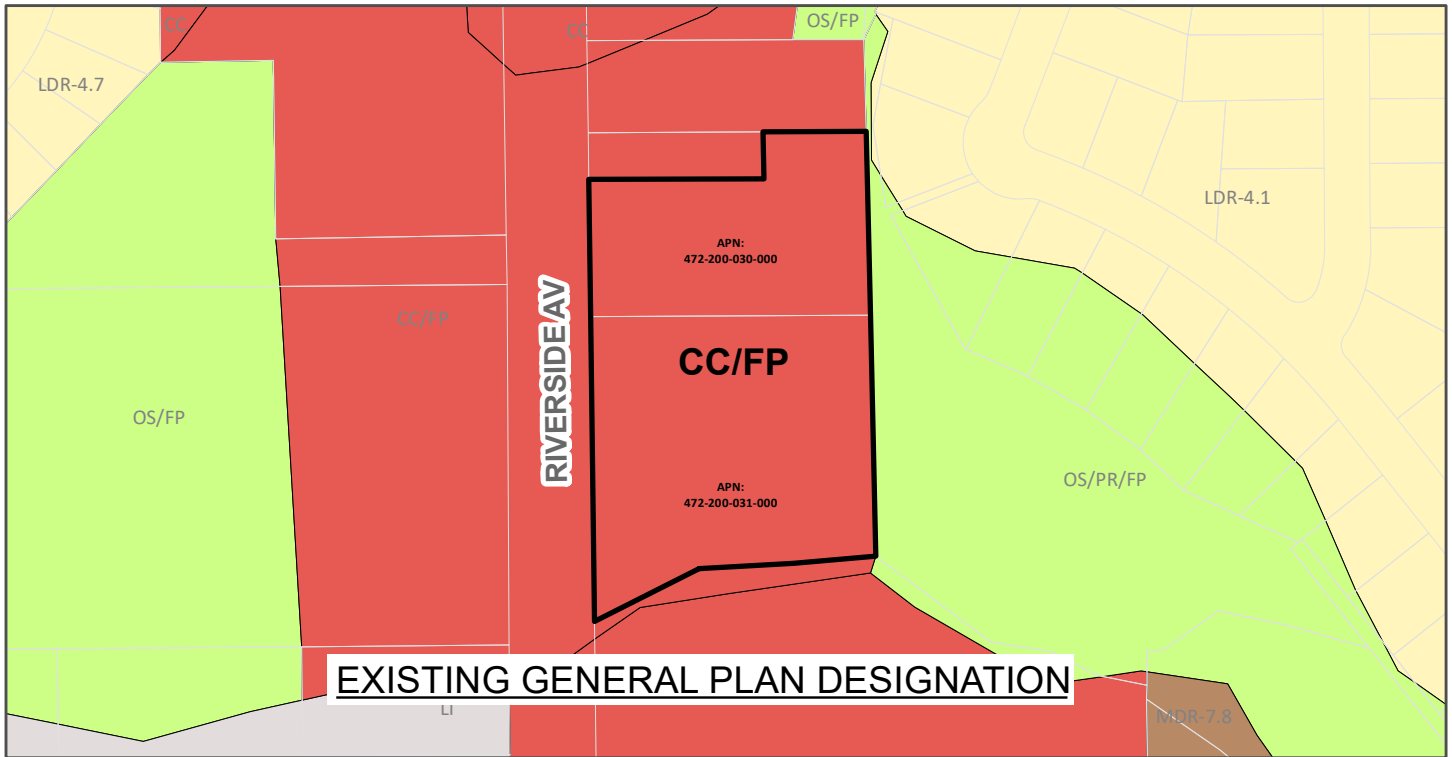 CC
CC
OS/FP
LDR-4.7
LDR-4.1
APN:
472-200-030-000
CC/FP
RIVERSIDE AV
CC/FP
OS/FP
OS/PR/FP
APN:
472-200-031-000
EXISTING GENERAL PLAN DESIGNATION
LI
MDR-7.8